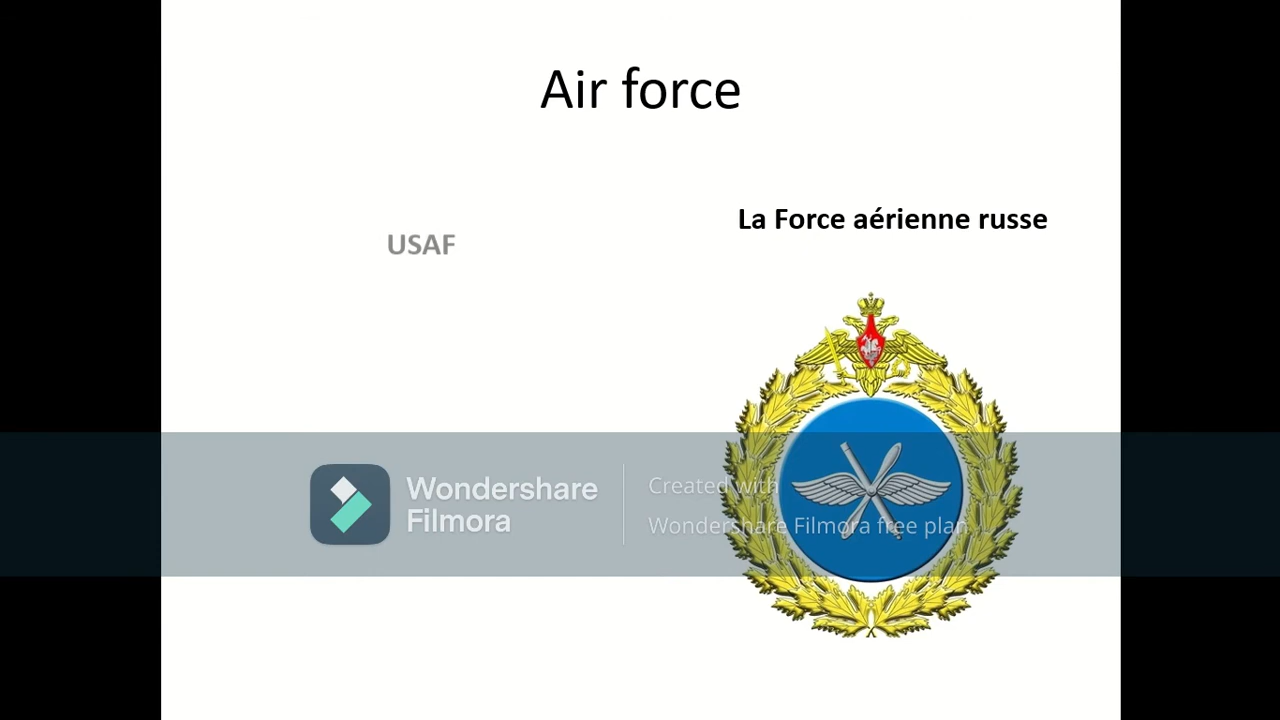 Air force
La Force aérienne russe
USAF
Wondershare
Filmora
Created with
Wondershare Filmora free plan